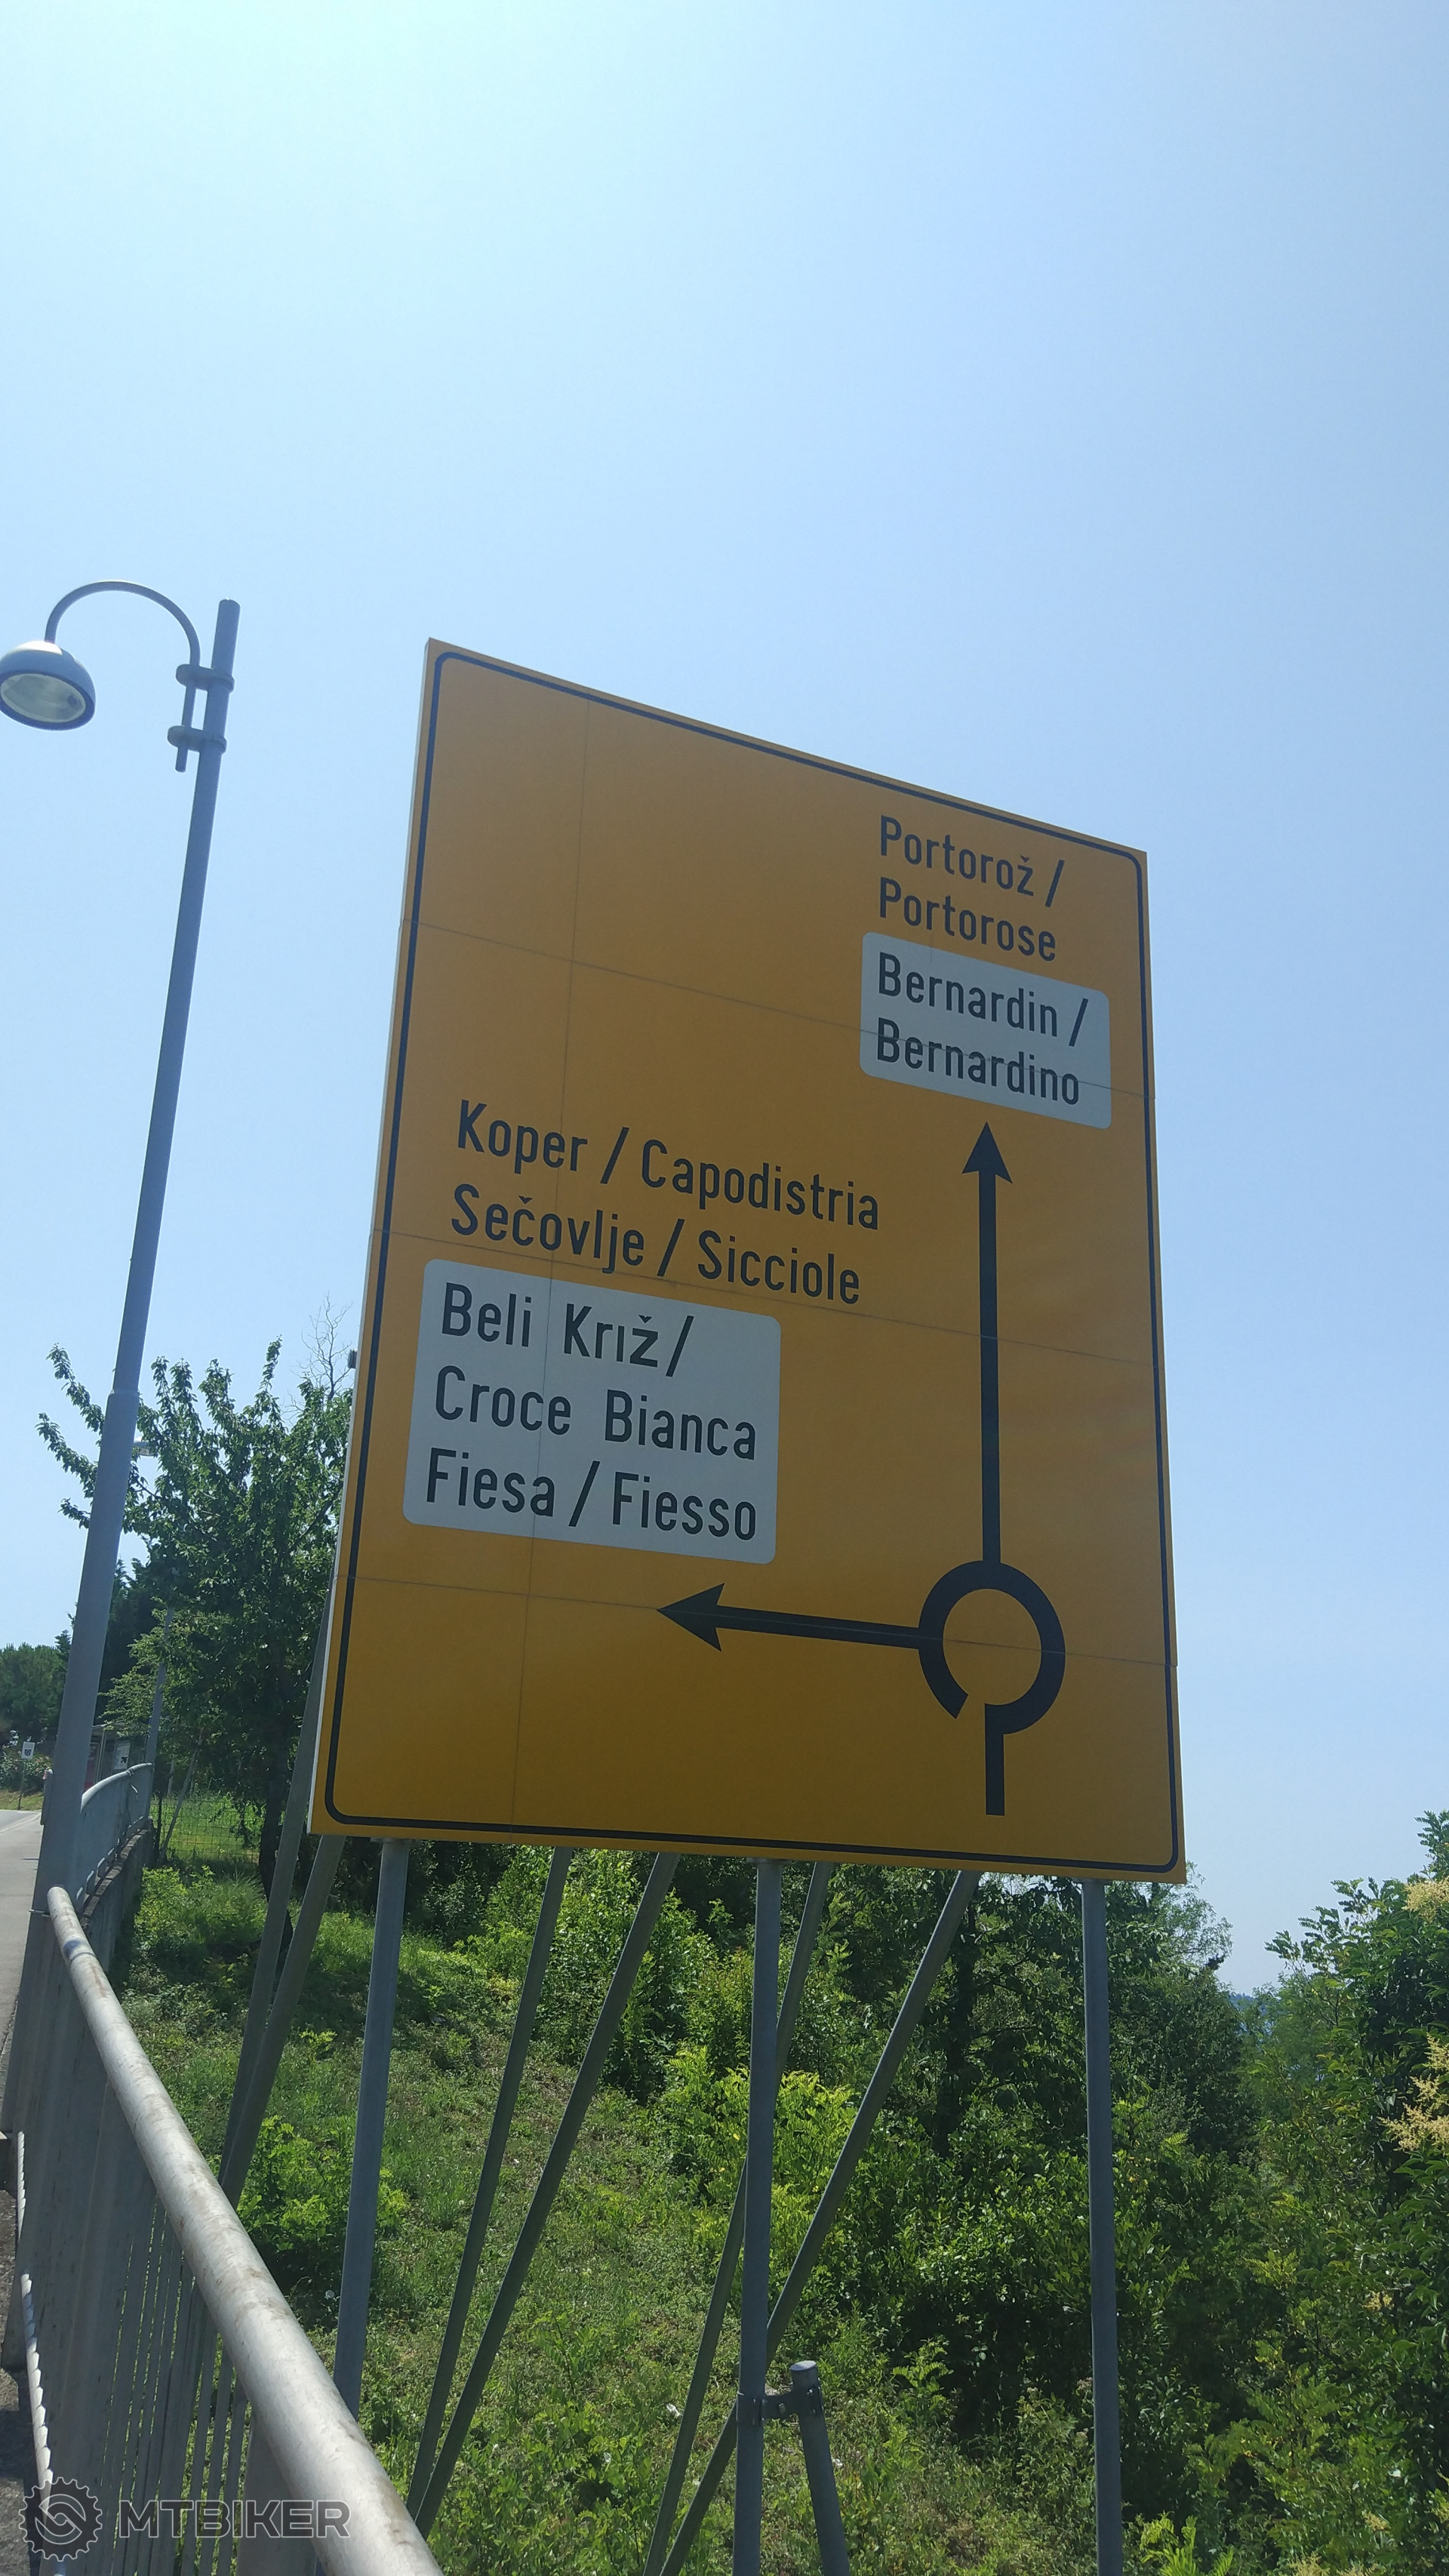 Portorož /
Portorose
Bernardin /
Bernardino
Koper / Capodistria
Sečovlje / Sicciole
Beli Križ /
Croce Bianca
Fiesa / Fiesso
MTBIKER